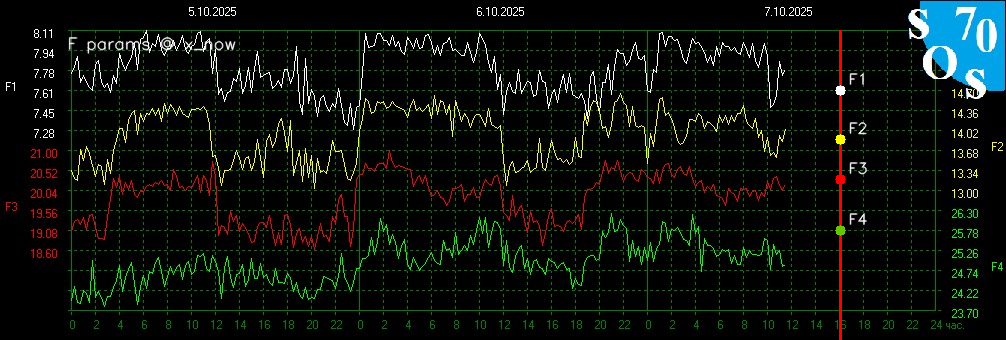 5.10.2025 6.10.2025 7.10.2025
F params @ x_now
SOS 70
F1
8.11
7.94
7.78
7.61
7.45
7.28
F3
21.00
20.52
20.04
19.56
19.08
18.60
F1
F2
F3
F4
14.70
14.36
14.02
13.68
13.34
13.00
F2
26.30
25.78
25.26
24.74
24.22
23.70
F4
0 2 4 6 8 10 12 14 16 18 20 22 0 2 4 6 8 10 12 14 16 18 20 22 0 2 4 6 8 10 12 14 16 18 20 22 24 час.